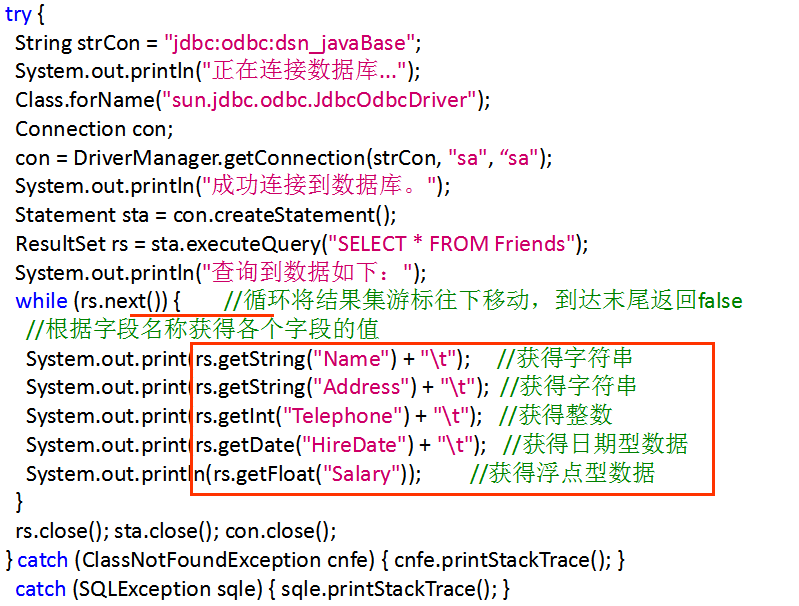 try {
String strCon = "jdbc:odbc:dsn_javaBase";
System.out.println("正在连接数据库...");
Class.forName("sun.jdbc.odbc.JdbcOdbcDriver");
Connection con;
con = DriverManager.getConnection(strCon, "sa", “sa");
System.out.println("成功连接到数据库。");
Statement sta = con.createStatement();
ResultSet rs = sta.executeQuery("SELECT * FROM Friends");
System.out.println("查询到数据如下：");
while (rs.next()) { //循环将结果集游标往下移动，到达末尾返回false
//根据字段名称获得各个字段的值
System.out.print(rs.getString("Name") + "\t"); //获得字符串
System.out.print(rs.getString("Address") + "\t"); //获得字符串
System.out.print(rs.getInt("Telephone") + "\t"); //获得整数
System.out.print(rs.getDate("HireDate") + "\t"); //获得日期型数据
System.out.println(rs.getFloat("Salary")); //获得浮点型数据
}
rs.close(); sta.close(); con.close();
} catch (ClassNotFoundException cnfe) { cnfe.printStackTrace(); }
catch (SQLException sqle) { sqle.printStackTrace(); }